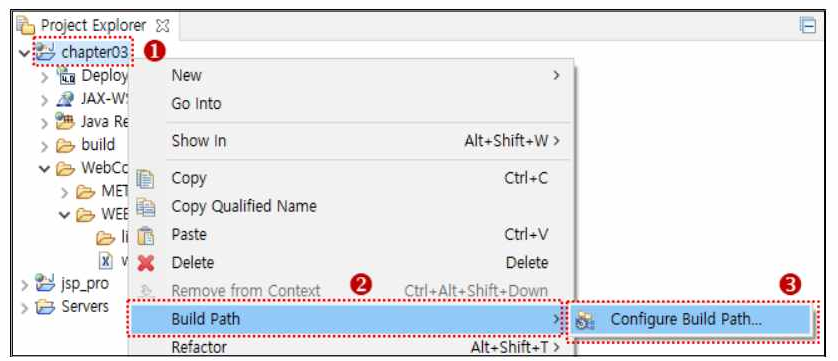 Project Explorer
chapter03 ❶
Deploy
JAX-WS
Java Re
build
WebCo
MET
WEE
li
jsp_pro
Servers
New
Go Into
Show In Alt+Shift+W
Copy Ctrl+C
Copy Qualified Name
Paste Ctrl+V
Delete Delete
Remove from Context ❷ Ctrl+Alt+Shift+Down
Build Path
Refactor Alt+Shift+T
❸
Configure Build Path...